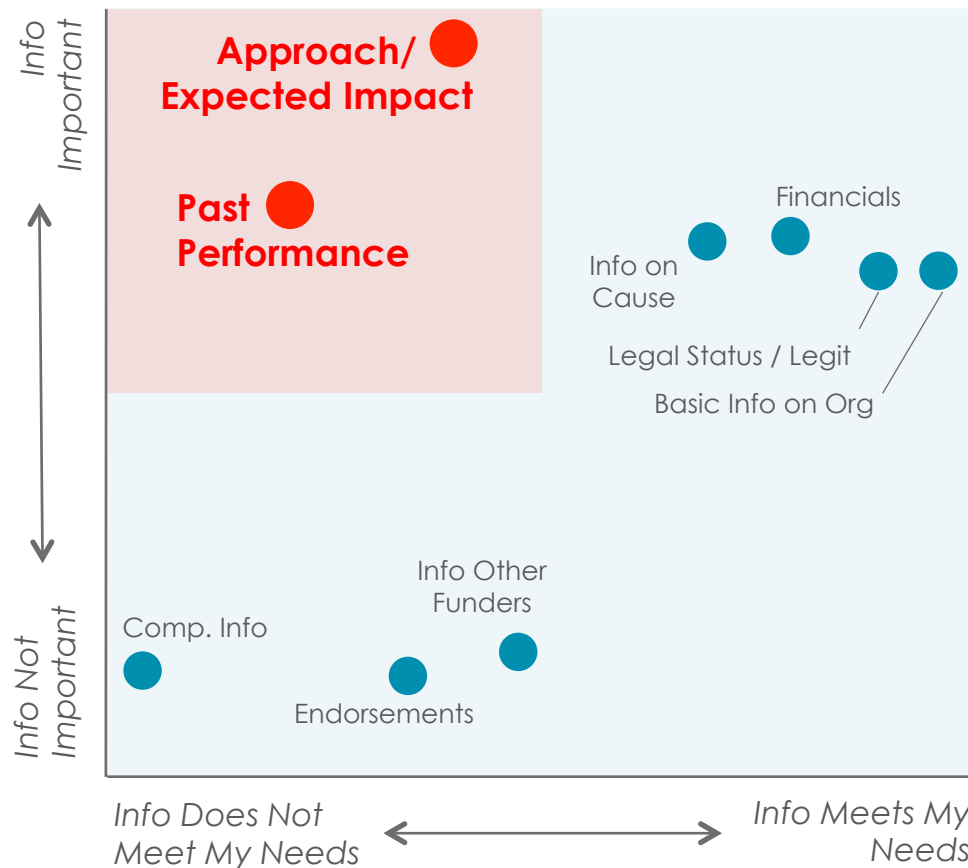 Info
Important
Approach/
Expected Impact
Past
Performance
Financials
Info on
Cause
Legal Status / Legit
Basic Info on Org
Info Other
Funders
Comp. Info
Endorsements
Info Not
Important
Info Does Not
Meet My Needs
Info Meets My
Needs